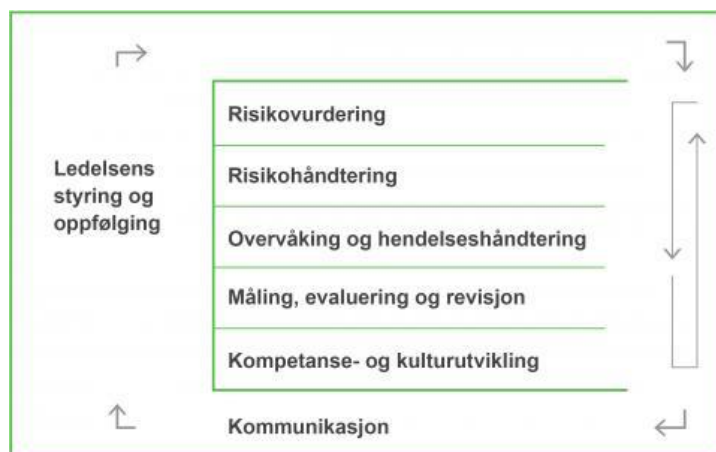 Risikovurdering
Ledelsens
styring og
oppfølging
Risikohåndtering
Overvåking og hendelseshåndtering
Måling, evaluering og revisjon
Kompetanse- og kulturutvikling
Kommunikasjon